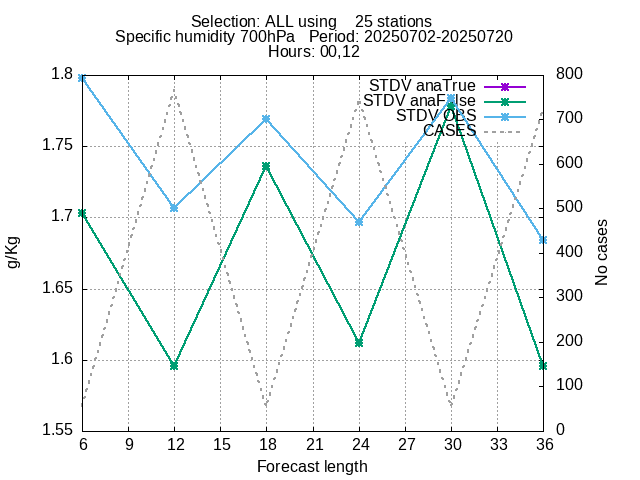 Selection: ALL using    25 stations
Specific humidity 700hPa   Period: 20250702-20250720
Hours: 00,12
1.8
1.75
1.7
1.65
1.6
1.55
g/Kg
STDV anaTrue
STDV anaFalse
STDV OBS
CASES
800
700
600
500
400
300
200
100
0
No cases
6 9 12 15 18 21 24 27 30 33 36
Forecast length